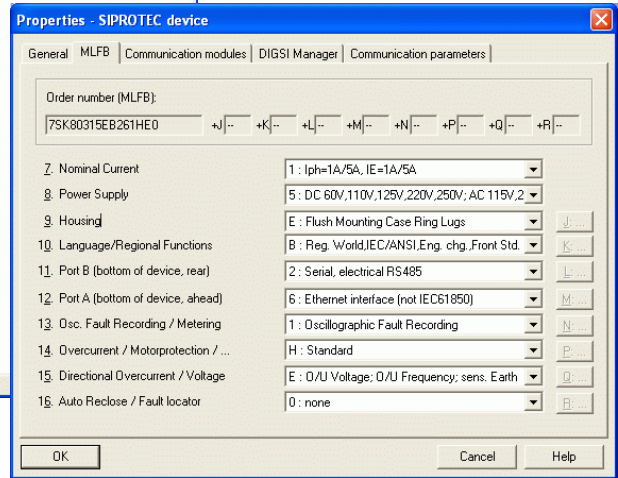 Properties - SIPROTEC device
General MLFB Communication modules DIGSI Manager Communication parameters
Order number (MLFB):
7SK80315EB261HE0 +J -- +K -- +L -- +M -- +N -- +P -- +Q -- +R --
7. Nominal Current 1 : Iph=1A/5A, IE=1A/5A
8. Power Supply 5 : DC 60V,110V,125V,220V,250V; AC 115V,2
9. Housing E : Flush Mounting Case Ring Lugs J: ...
10. Language/Regional Functions B : Reg. World,IEC/ANSI,Eng. chg.,Front Std. K: ...
11. Port B (bottom of device, rear) 2 : Serial, electrical RS485 L: ...
12. Port A (bottom of device, ahead) 6 : Ethernet interface (not IEC61850) M: ...
13. Osc. Fault Recording / Metering 1 : Oscillographic Fault Recording N: ...
14. Overcurrent / Motorprotection / ... H : Standard P: ...
15. Directional Overcurrent / Voltage E : O/U Voltage; O/U Frequency; sens. Earth Q: ...
16. Auto Reclose / Fault locator 0 : none R: ...
OK Cancel Help